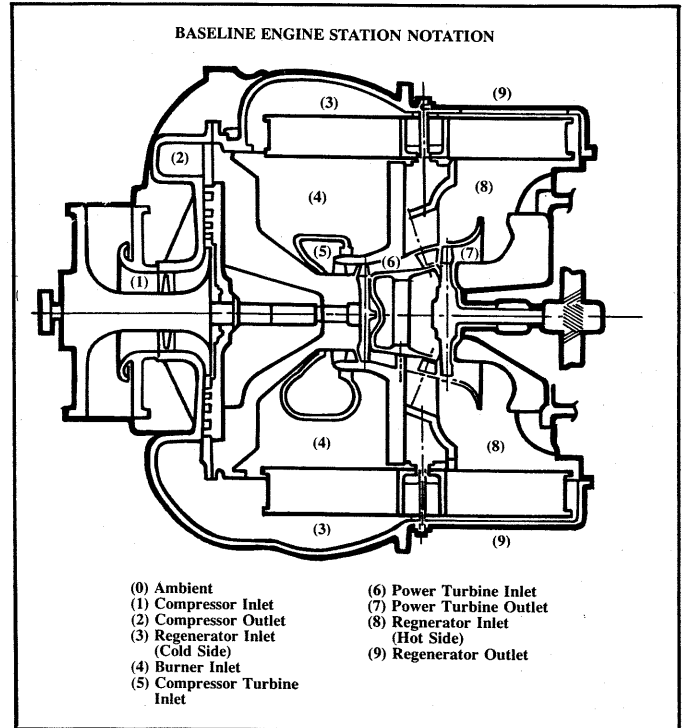 BASELINE ENGINE STATION NOTATION
(3)
(9)
(2)
(4)
(8)
(5)
(6)
(7)
(1)
(4)
(8)
(3)
(9)
(0) Ambient
(1) Compressor Inlet
(2) Compressor Outlet
(3) Regenerator Inlet
(Cold Side)
(4) Burner Inlet
(5) Compressor Turbine
Inlet
(6) Power Turbine Inlet
(7) Power Turbine Outlet
(8) Regnerator Inlet
(Hot Side)
(9) Regenerator Outlet